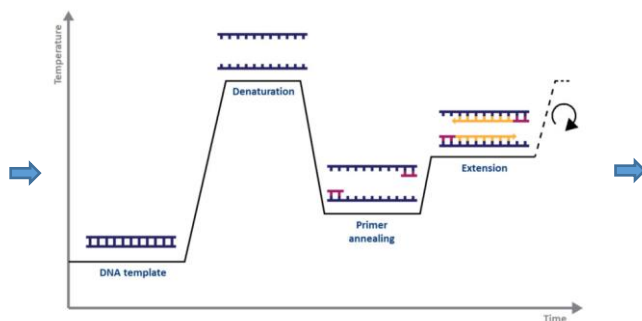 Temperature
Denaturation
Extension
Primer
annealing
DNA template
Time